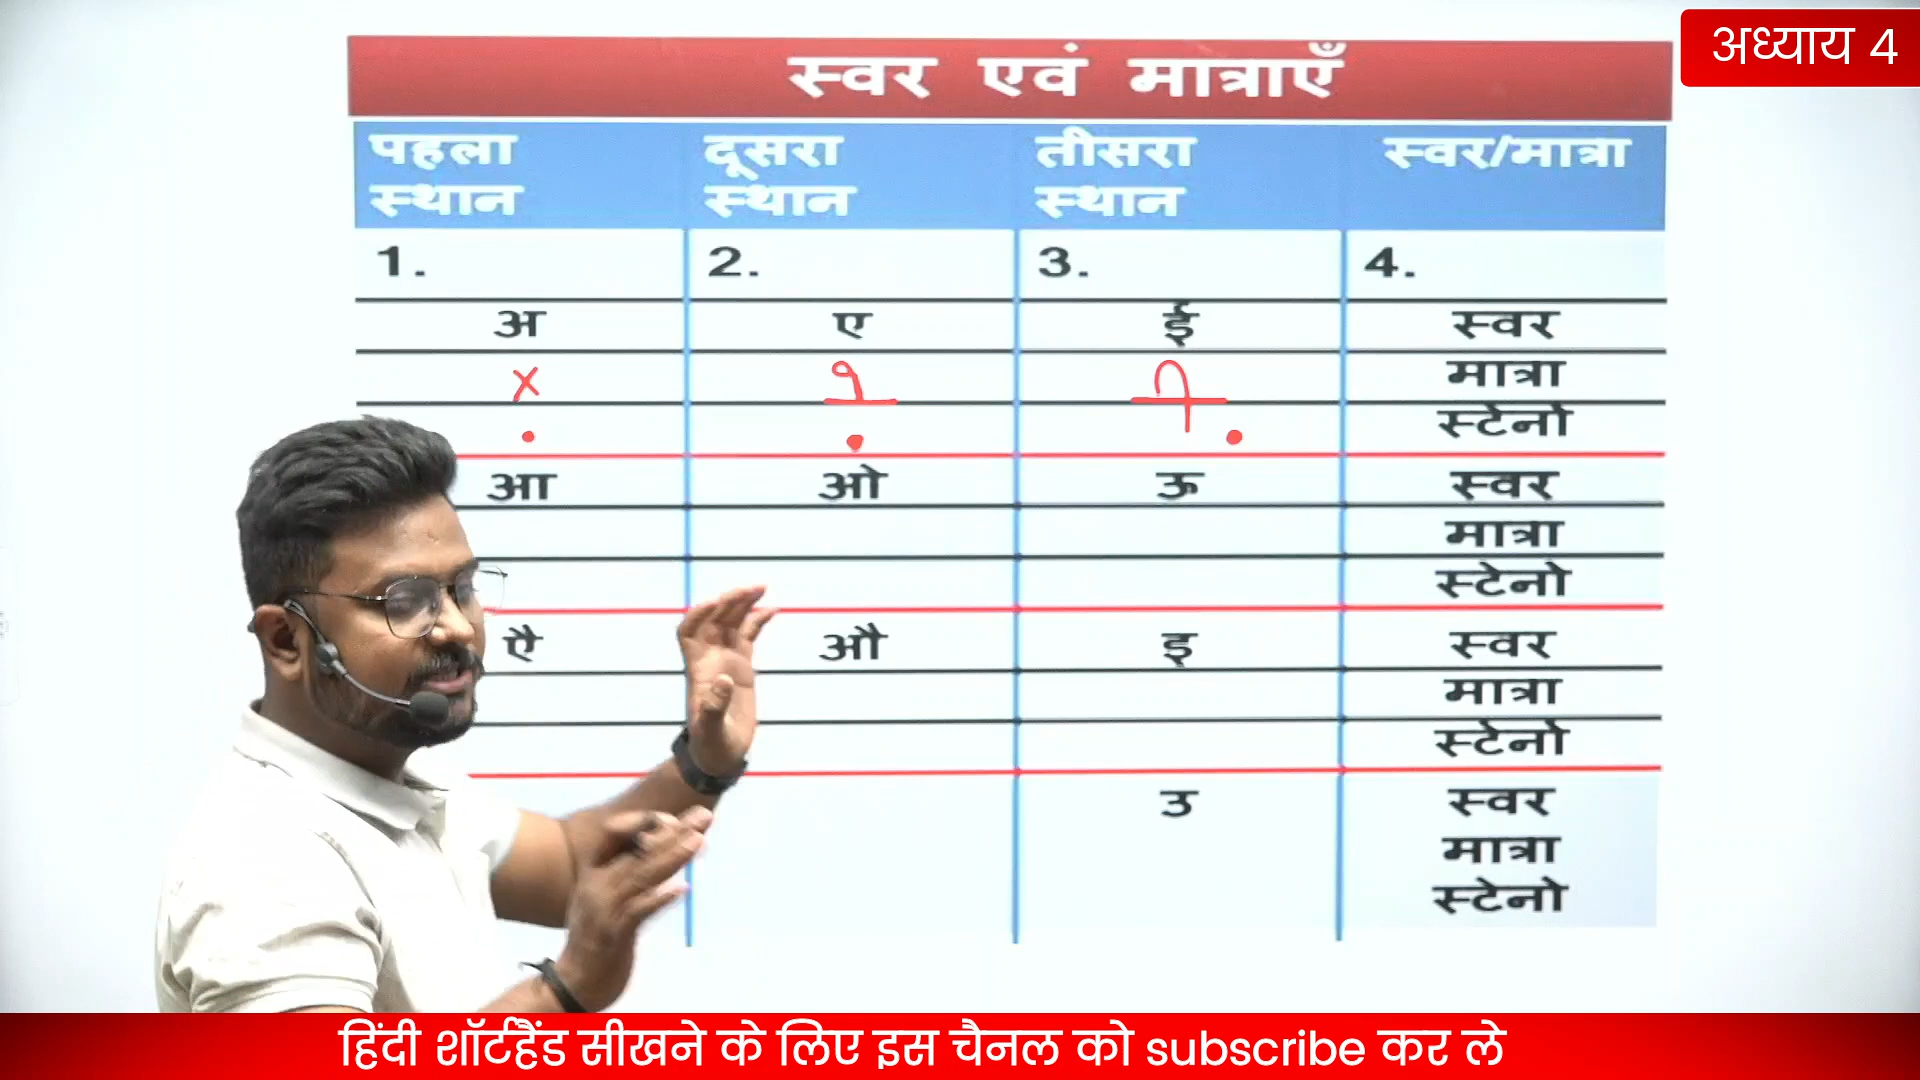 अध्याय 4
स्वर एवं मात्राएँ
पहला स्थान
दूसरा स्थान
तीसरा स्थान
स्वर/मात्रा
1. 2. 3. 4.
अ ए ई स्वर
× े ी मात्रा
. . . स्टेनो
आ ओ ऊ स्वर
मात्रा
स्टेनो
ऐ औ इ स्वर
मात्रा
स्टेनो
उ स्वर
मात्रा
स्टेनो
हिंदी शॉर्टहैंड सीखने के लिए इस चैनल को subscribe कर ले